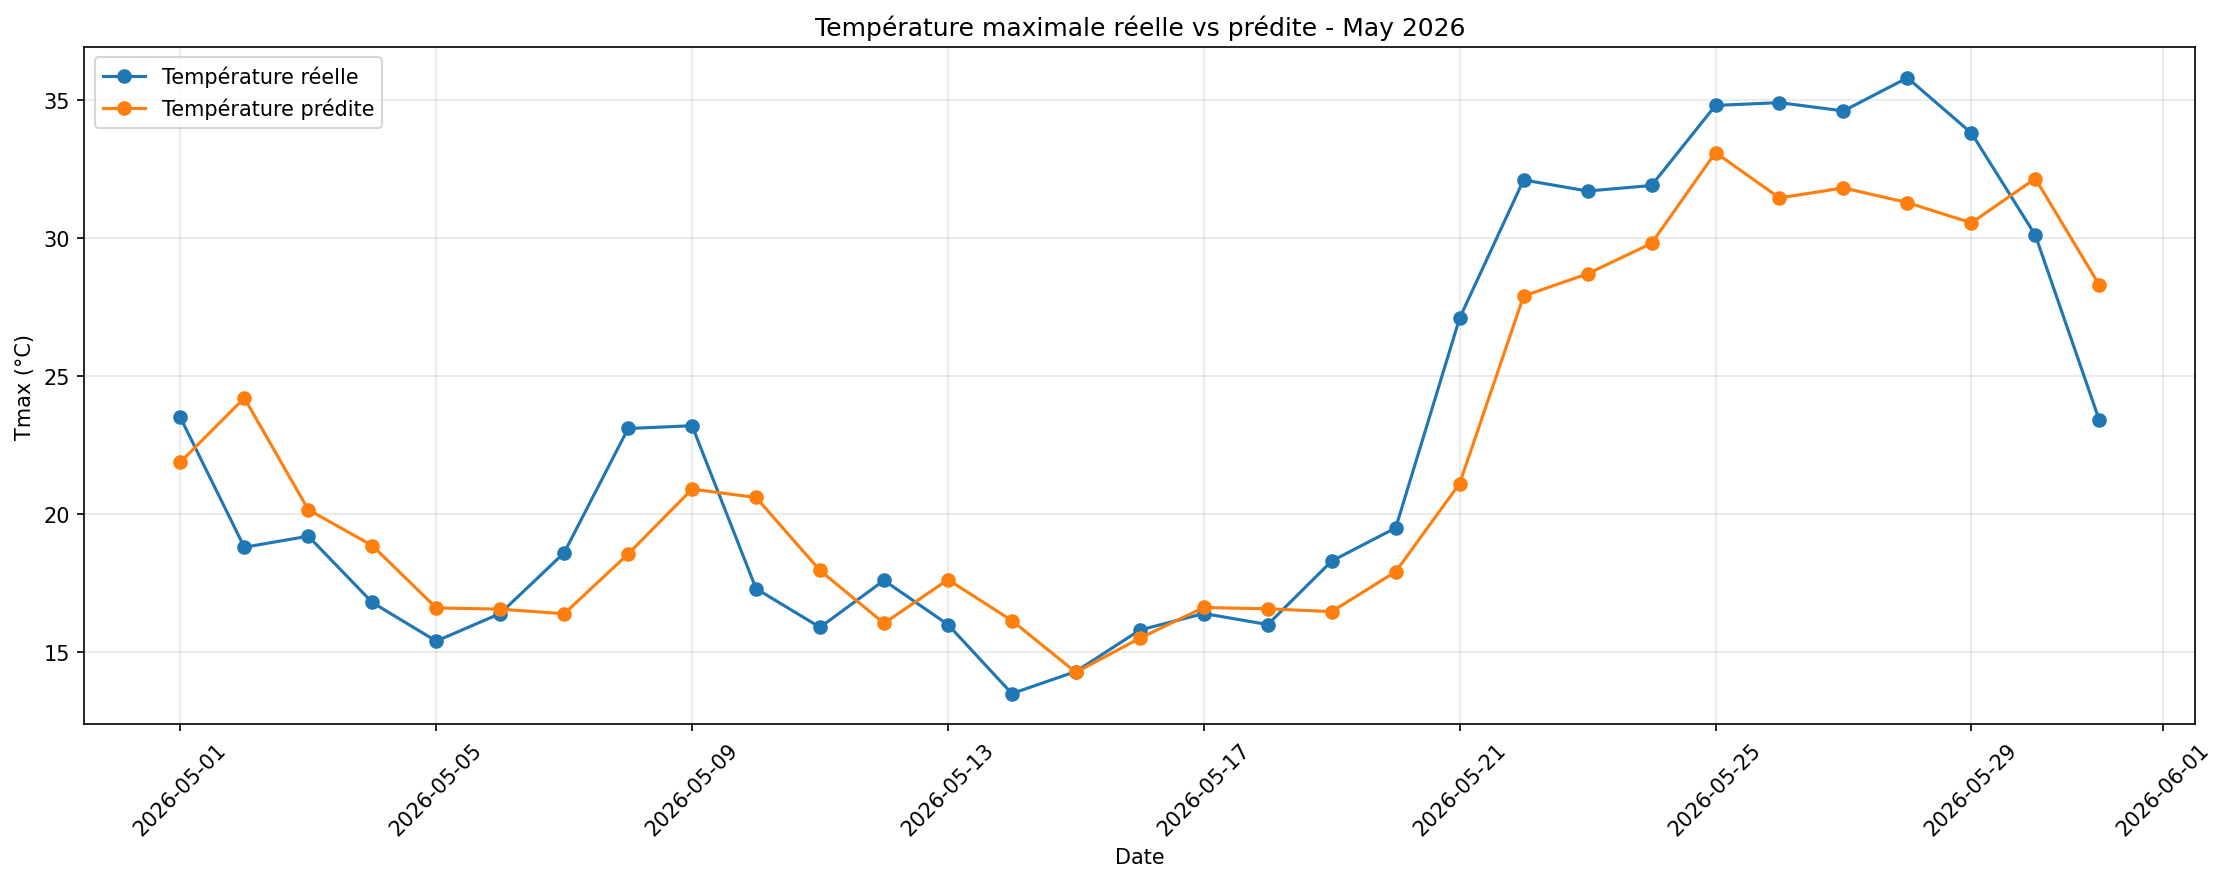 Température maximale réelle vs prédite - May 2026
Température réelle
Température prédite
Tmax (°C)
35
30
25
20
15
2026-05-01
2026-05-05
2026-05-09
2026-05-13
2026-05-17
2026-05-21
2026-05-25
2026-05-29
2026-06-01
Date